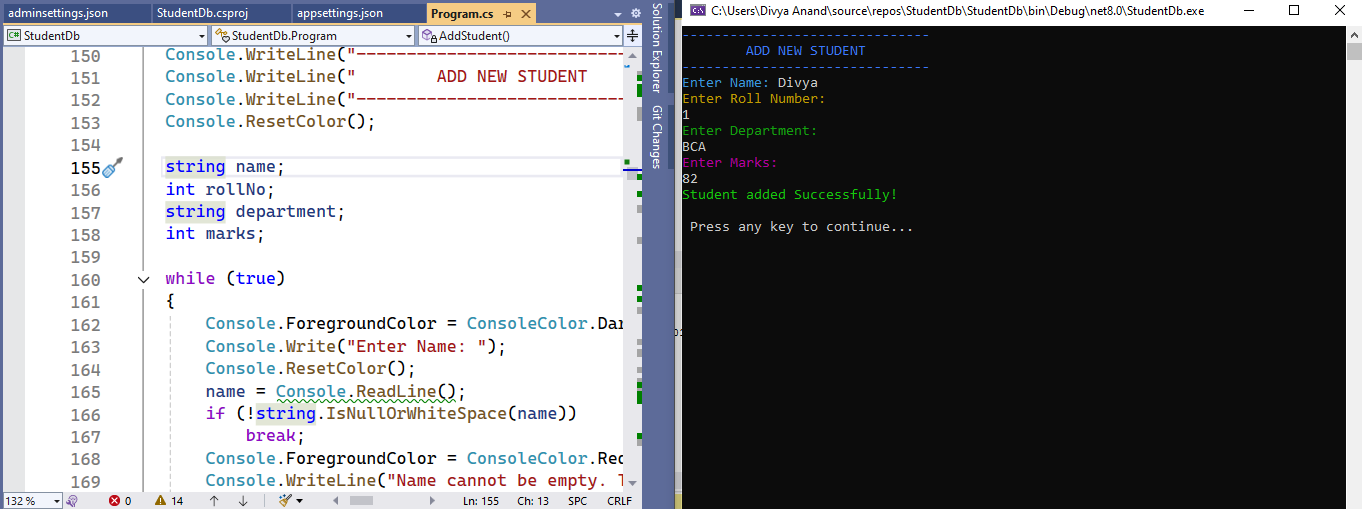 adminsettings.json StudentDb.csproj appsettings.json Program.cs
StudentDb StudentDb.Program AddStudent()
150 Console.WriteLine("---------------------------
151 Console.WriteLine("        ADD NEW STUDENT
152 Console.WriteLine("---------------------------
153 Console.ResetColor();
154
155 string name;
156 int rollNo;
157 string department;
158 int marks;
159
160 while (true)
161 {
162 Console.ForegroundColor = ConsoleColor.Dar
163 Console.Write("Enter Name: ");
164 Console.ResetColor();
165 name = Console.ReadLine();
166 if (!string.IsNullOrWhiteSpace(name))
167 break;
168 Console.ForegroundColor = ConsoleColor.Red
169 Console.WriteLine("Name cannot be empty. T
132 % 0 14 Ln: 155 Ch: 13 SPC CRLF
Solution Explorer
Git Changes
C:\Users\Divya Anand\source\repos\StudentDb\StudentDb\bin\Debug\net8.0\StudentDb.exe
-------------------------------
ADD NEW STUDENT
-------------------------------
Enter Name: Divya
Enter Roll Number:
1
Enter Department:
BCA
Enter Marks:
82
Student added Successfully!
Press any key to continue...